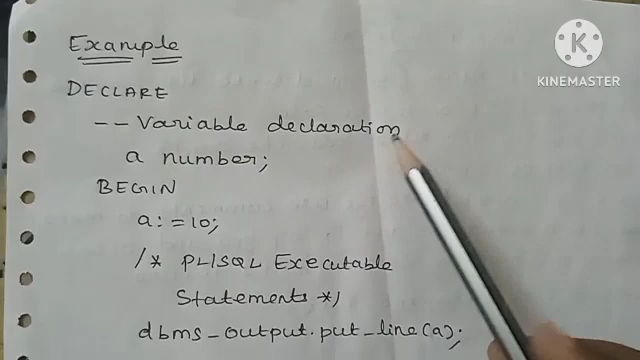 Example
KINEMASTER
DECLARE
-- Variable declaration
a number;
BEGIN
a:=10;
/* PL/SQL Executable
Statements */
dbms_output.put_line(a);